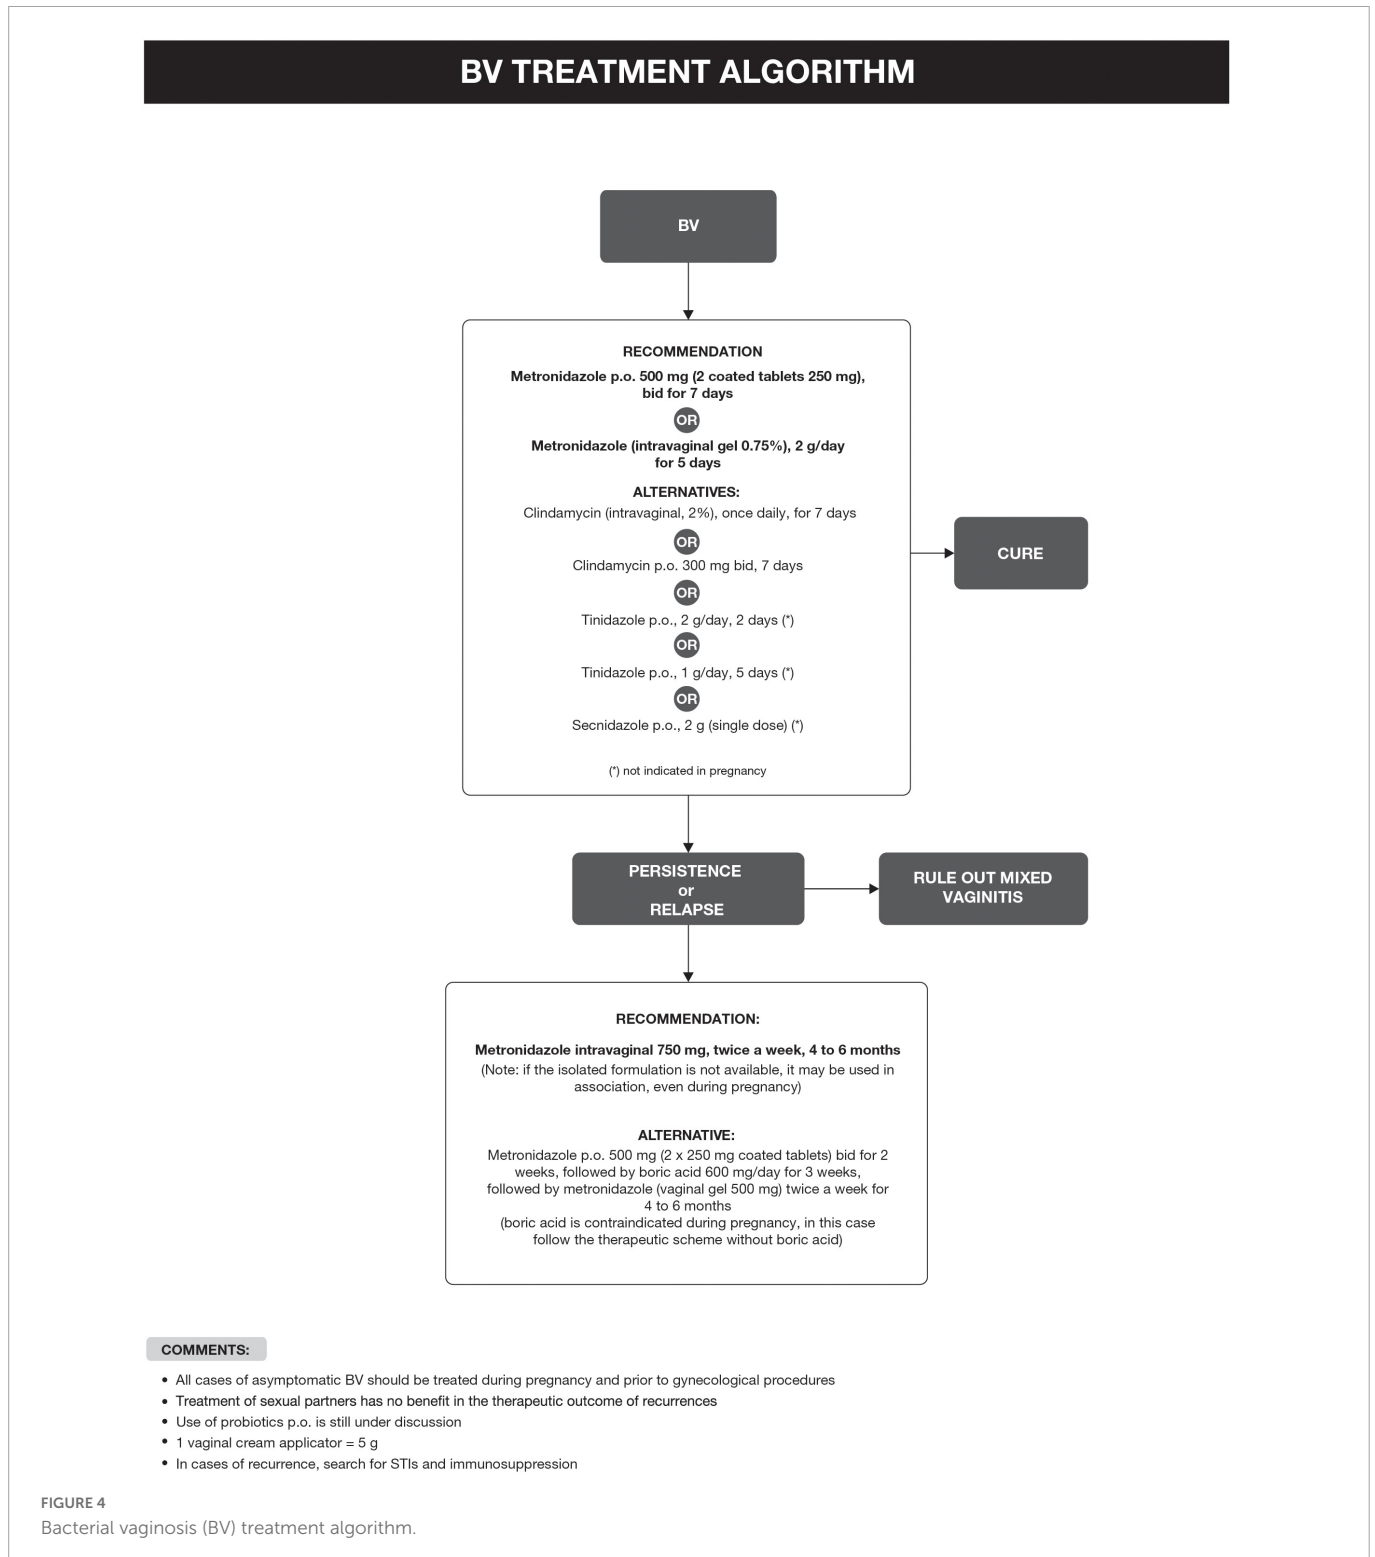 BV TREATMENT ALGORITHM
BV
RECOMMENDATION
Metronidazole p.o. 500 mg (2 coated tablets 250 mg),
bid for 7 days
OR
Metronidazole (intravaginal gel 0.75%), 2 g/day
for 5 days
ALTERNATIVES:
Clindamycin (intravaginal, 2%), once daily, for 7 days
OR
Clindamycin p.o. 300 mg bid, 7 days
OR
Tinidazole p.o., 2 g/day, 2 days (*)
OR
Tinidazole p.o., 1 g/day, 5 days (*)
OR
Secnidazole p.o., 2 g (single dose) (*)
(*) not indicated in pregnancy
CURE
PERSISTENCE
or
RELAPSE
RULE OUT MIXED
VAGINITIS
RECOMMENDATION:
Metronidazole intravaginal 750 mg, twice a week, 4 to 6 months
(Note: if the isolated formulation is not available, it may be used in
association, even during pregnancy)
ALTERNATIVE:
Metronidazole p.o. 500 mg (2 x 250 mg coated tablets) bid for 2
weeks, followed by boric acid 600 mg/day for 3 weeks,
followed by metronidazole (vaginal gel 500 mg) twice a week for
4 to 6 months
(boric acid is contraindicated during pregnancy, in this case
follow the therapeutic scheme without boric acid)
COMMENTS:
• All cases of asymptomatic BV should be treated during pregnancy and prior to gynecological procedures
• Treatment of sexual partners has no benefit in the therapeutic outcome of recurrences
• Use of probiotics p.o. is still under discussion
• 1 vaginal cream applicator = 5 g
• In cases of recurrence, search for STIs and immunosuppression
FIGURE 4
Bacterial vaginosis (BV) treatment algorithm.